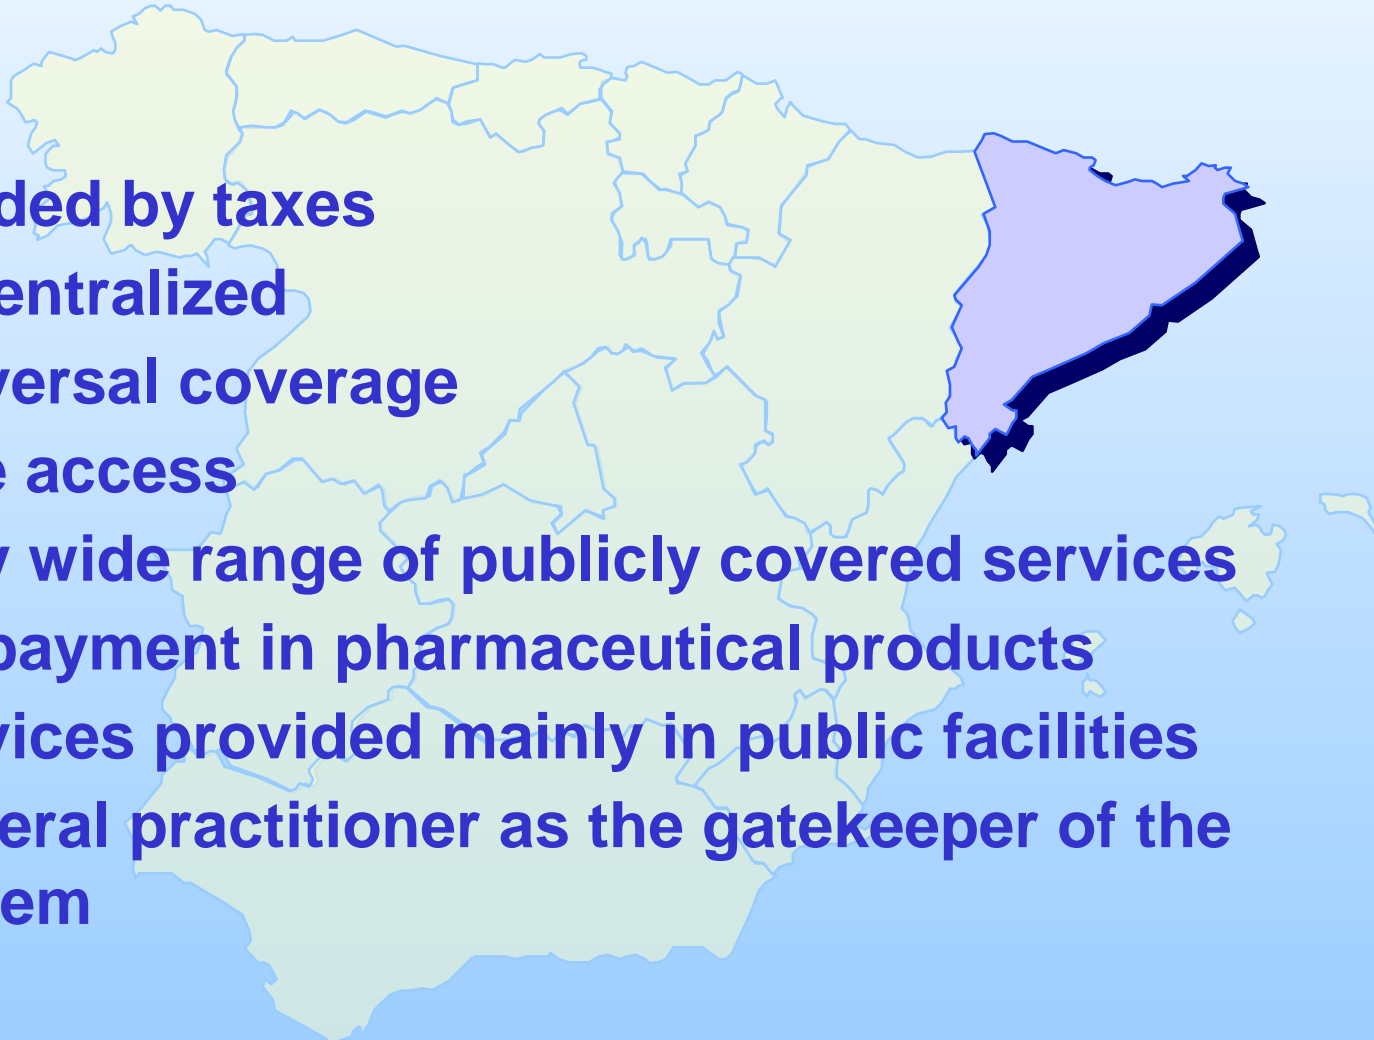 ded by taxes
entralized
versal coverage
e access
y wide range of publicly covered services
payment in pharmaceutical products
vices provided mainly in public facilities
eral practitioner as the gatekeeper of the
em